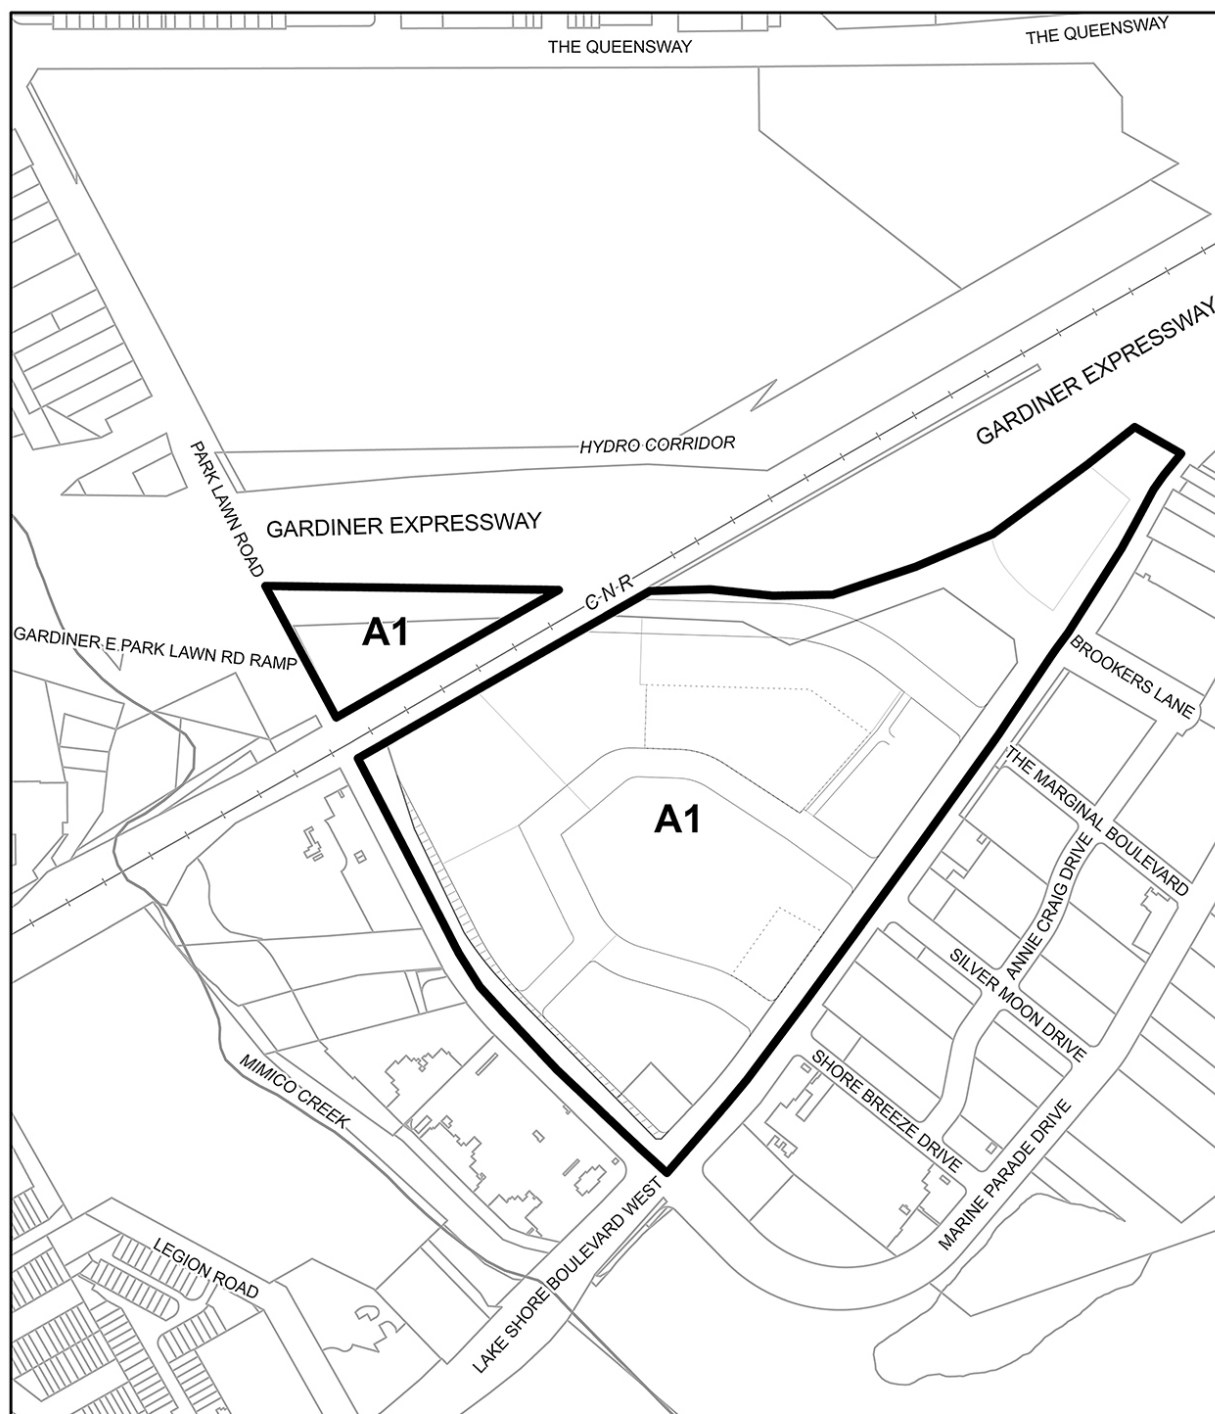 THE QUEENSWAY
THE QUEENSWAY
GARDINER EXPRESSWAY
HYDRO CORRIDOR
PARK LAWN ROAD
GARDINER EXPRESSWAY
C-N-R
A1
GARDINER E PARK LAWN RD RAMP
BROOKERS LANE
THE MARGINAL BOULEVARD
A1
ANNIE CRAIG DRIVE
SILVER MOON DRIVE
SHORE BREEZE DRIVE
MIMICO CREEK
MARINE PARADE DRIVE
LAKE SHORE BOULEVARD WEST
LEGION ROAD